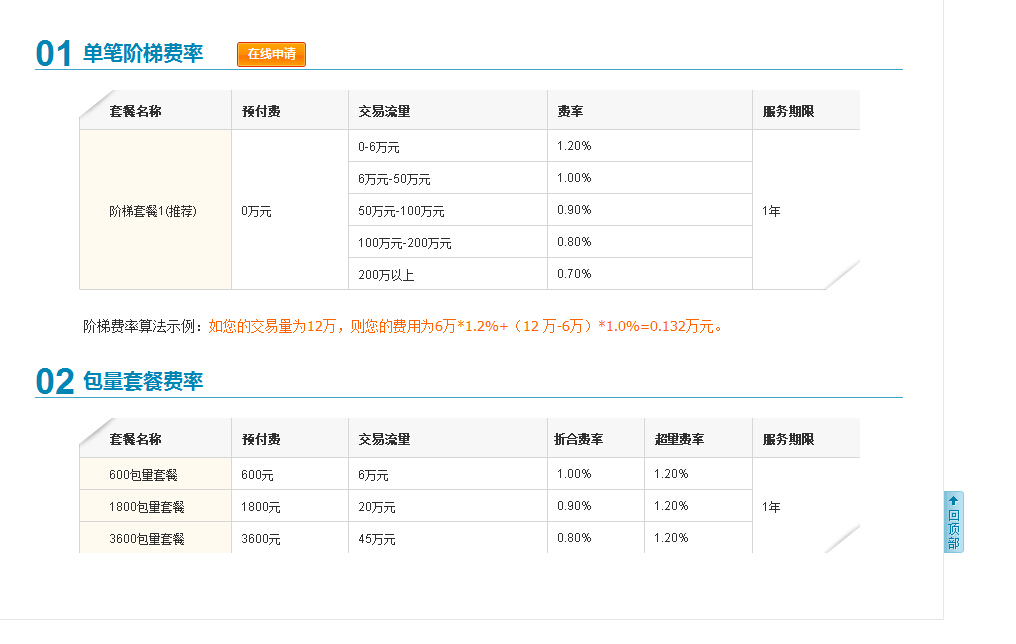 01 单笔阶梯费率 在线申请
套餐名称 预付费 交易流量 费率 服务期限
0-6万元 1.20%
6万元-50万元 1.00%
阶梯套餐1(推荐) 0万元 50万元-100万元 0.90% 1年
100万元-200万元 0.80%
200万以上 0.70%
阶梯费率算法示例：如您的交易量为12万，则您的费用为6万*1.2%+（12 万-6万）*1.0%=0.132万元。
02 包量套餐费率
套餐名称 预付费 交易流量 折合费率 超量费率 服务期限
600包量套餐 600元 6万元 1.00% 1.20%
1800包量套餐 1800元 20万元 0.90% 1.20% 1年
3600包量套餐 3600元 45万元 0.80% 1.20%
回顶部